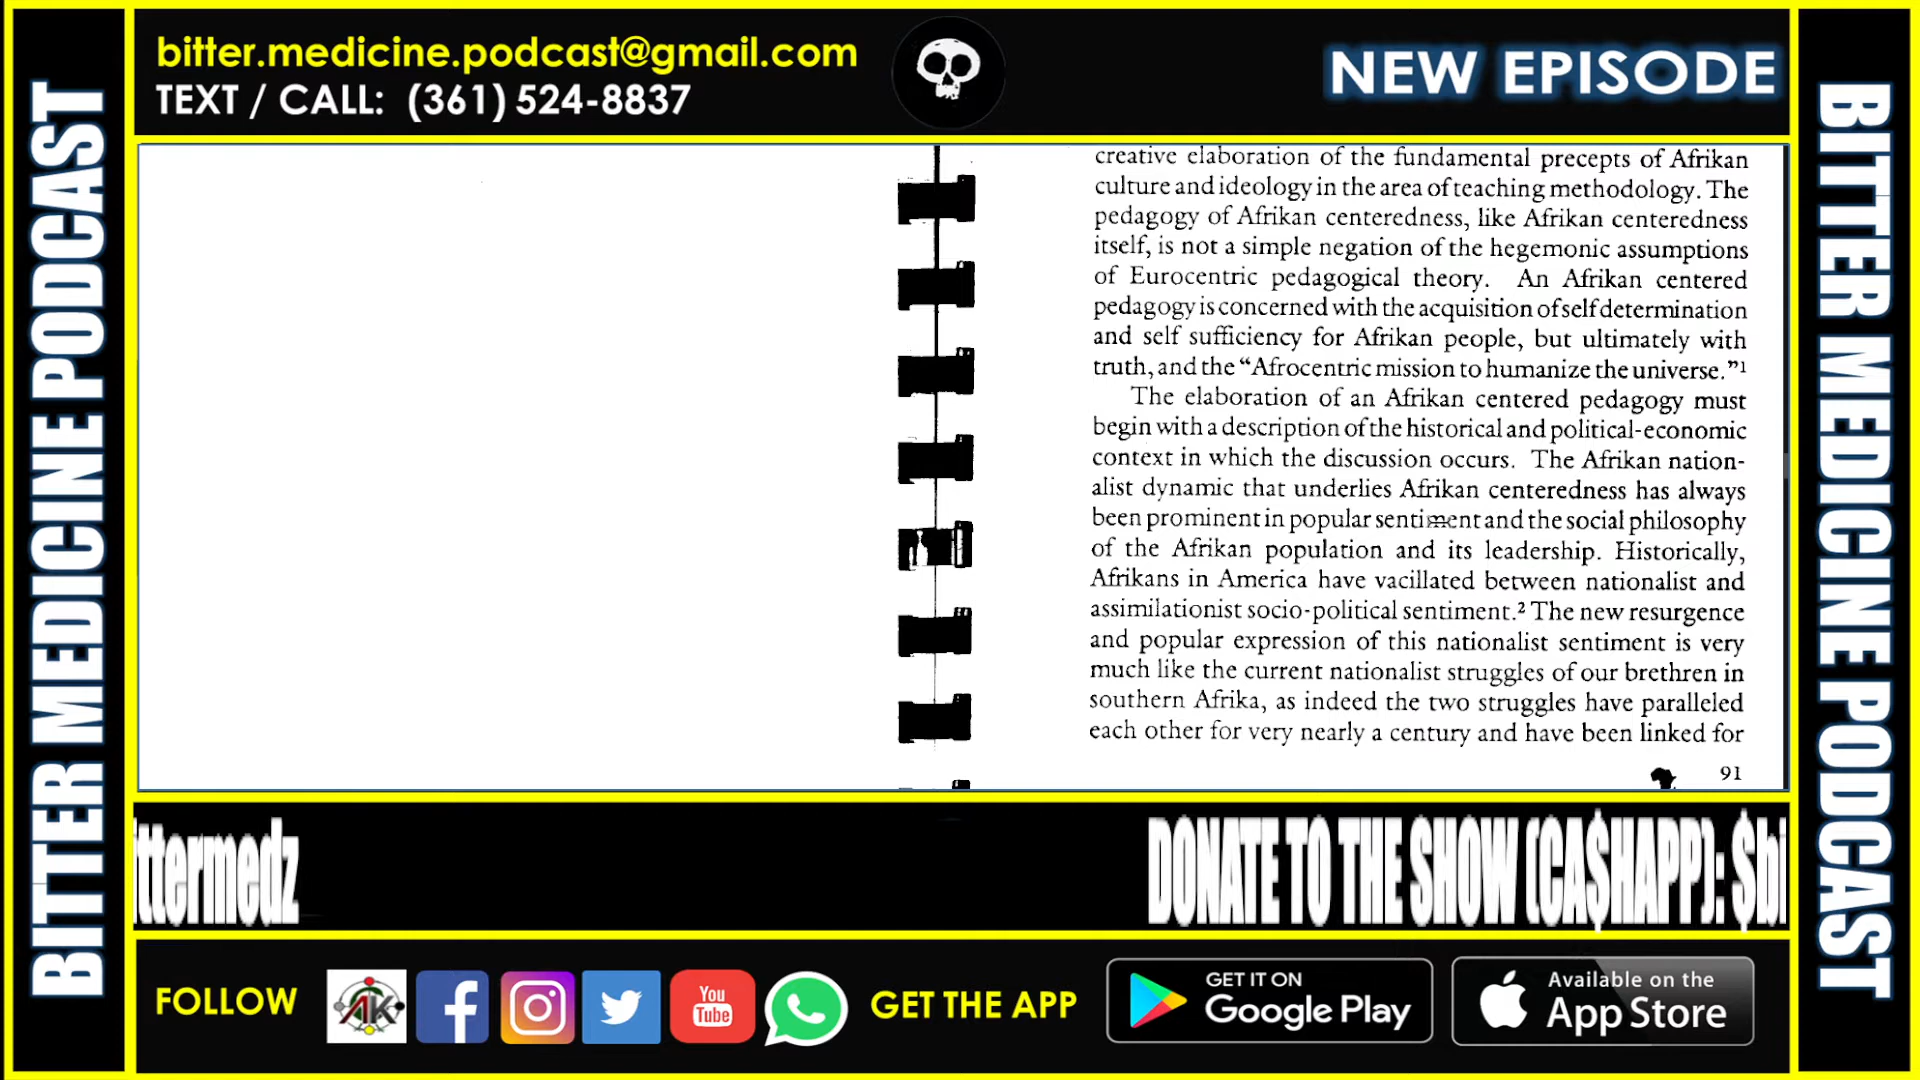 BITTER MEDICINE PODCAST
bitter.medicine.podcast@gmail.com
TEXT / CALL: (361) 524-8837
NEW EPISODE
creative elaboration of the fundamental precepts of Afrikan
culture and ideology in the area of teaching methodology. The
pedagogy of Afrikan centeredness, like Afrikan centeredness
itself, is not a simple negation of the hegemonic assumptions
of Eurocentric pedagogical theory. An Afrikan centered
pedagogy is concerned with the acquisition of self determination
and self sufficiency for Afrikan people, but ultimately with
truth, and the “Afrocentric mission to humanize the universe.”¹
The elaboration of an Afrikan centered pedagogy must
begin with a description of the historical and political-economic
context in which the discussion occurs. The Afrikan nation-
alist dynamic that underlies Afrikan centeredness has always
been prominent in popular sentiment and the social philosophy
of the Afrikan population and its leadership. Historically,
Afrikans in America have vacillated between nationalist and
assimilationist socio-political sentiment.² The new resurgence
and popular expression of this nationalist sentiment is very
much like the current nationalist struggles of our brethren in
southern Afrika, as indeed the two struggles have paralleled
each other for very nearly a century and have been linked for
91
ittermedz
DONATE TO THE SHOW (CA$HAPP): $bi
FOLLOW
AK
You
Tube
GET THE APP
GET IT ON
Google Play
Available on the
App Store
BITTER MEDICINE PODCAST